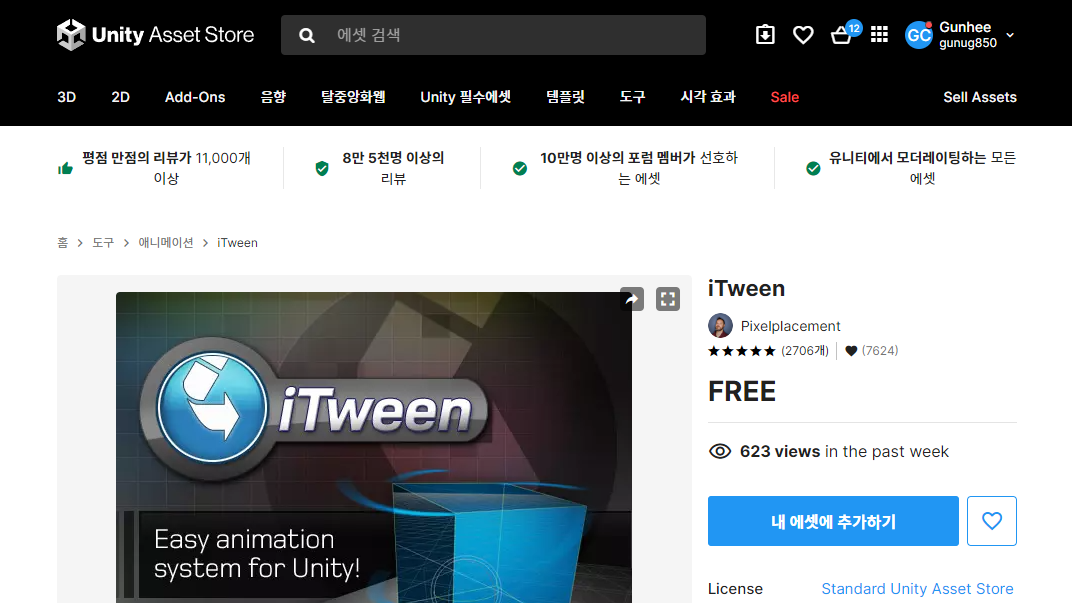 Unity Asset Store
에셋 검색
12
GC
Gunhee
gunug850
3D 2D Add-Ons 음향 탈중앙화웹 Unity 필수에셋 템플릿 도구 시각 효과 Sale Sell Assets
평점 만점의 리뷰가 11,000개
이상
8만 5천명 이상의
리뷰
10만명 이상의 포럼 멤버가 선호하
는 에셋
유니티에서 모더레이팅하는 모든
에셋
홈 > 도구 > 애니메이션 > iTween
iTween
Easy animation
system for Unity!
iTween
Pixelplacement
(2706개) (7624)
FREE
623 views in the past week
내 에셋에 추가하기
License Standard Unity Asset Store